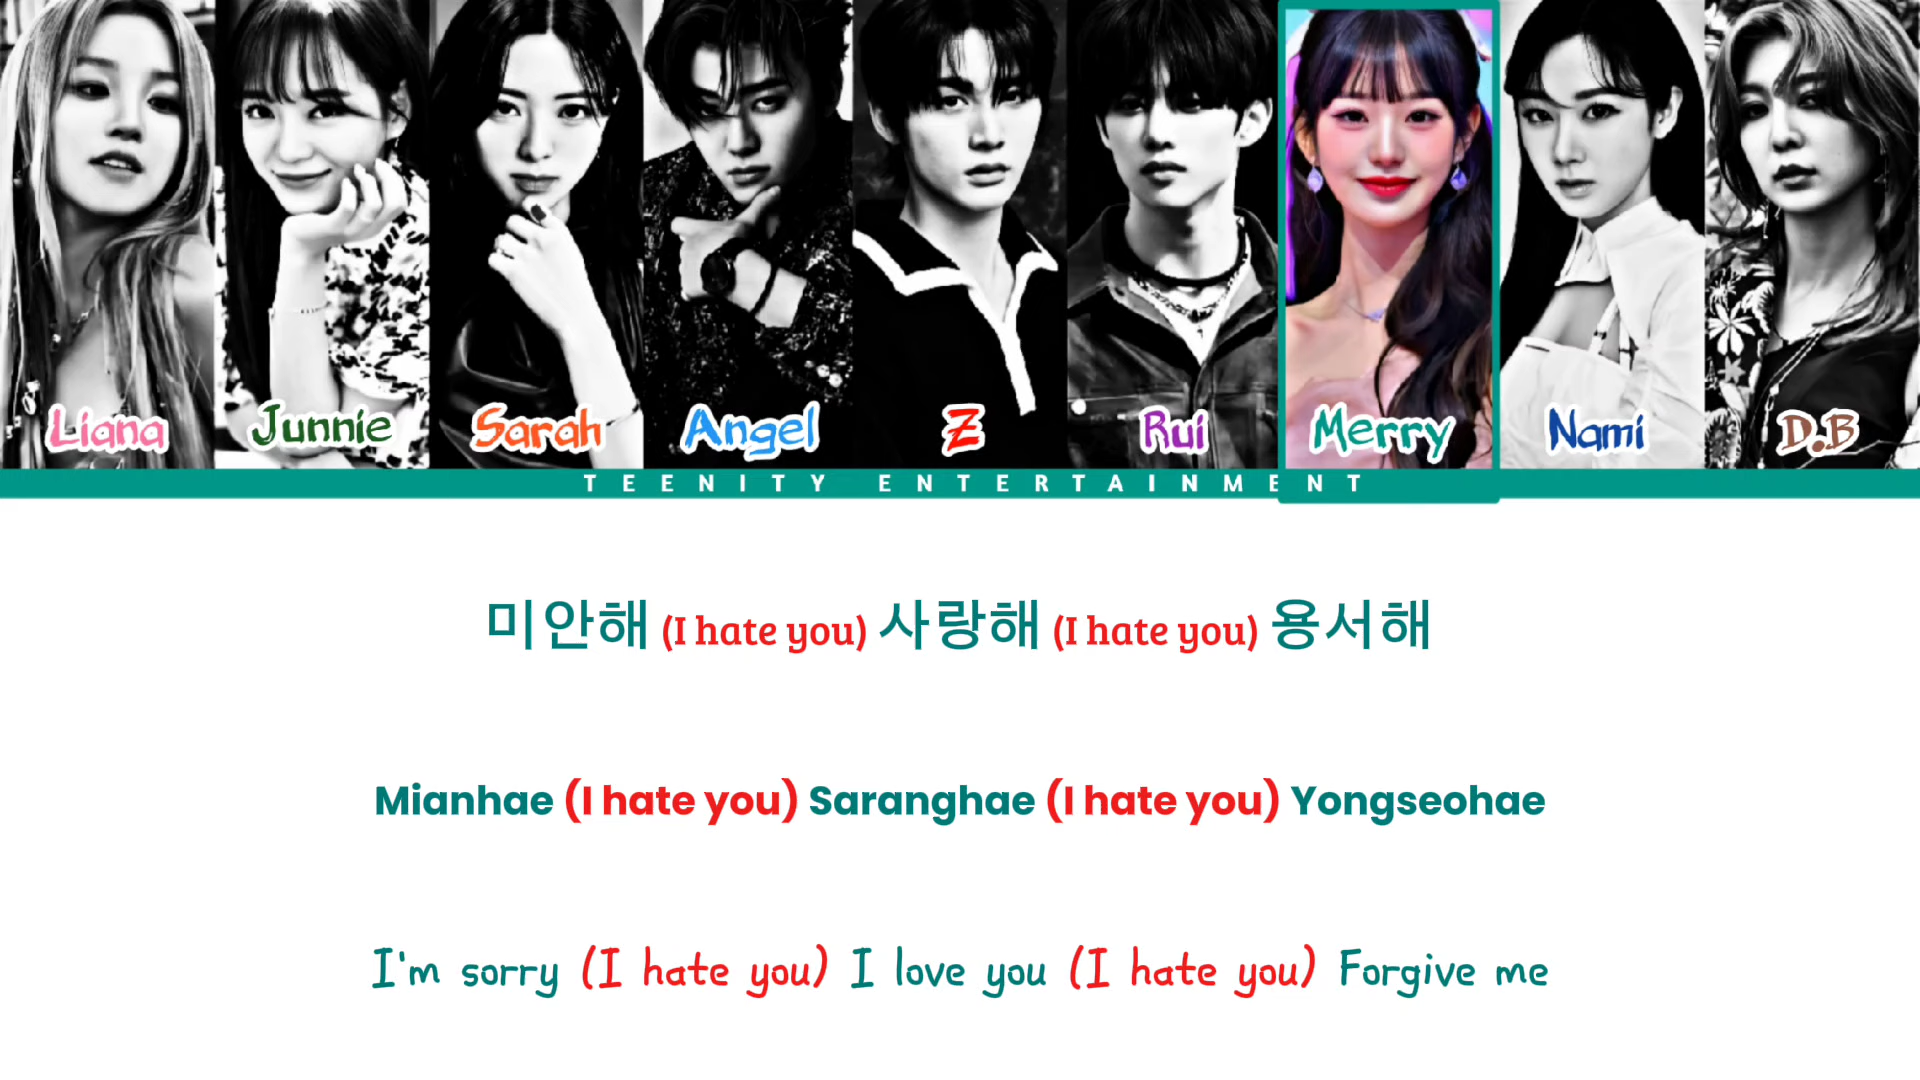 Liana Junnie Sarah Angel Z Rui Merry Nami D.B
TEENITY ENTERTAINMENT
미안해 (I hate you) 사랑해 (I hate you) 용서해
Mianhae (I hate you) Saranghae (I hate you) Yongseohae
I'm sorry (I hate you) I love you (I hate you) Forgive me